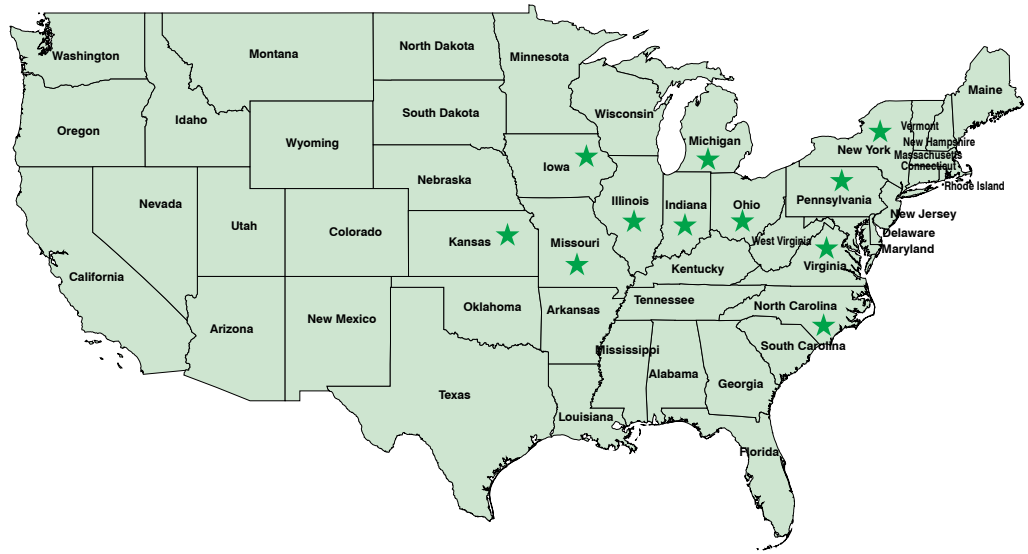 Washington
Montana
North Dakota
Minnesota
Maine
Oregon
Idaho
South Dakota
Wisconsin
Michigan
Vermont
New York
New Hampshire
Massachusetts
Connecticut
Rhode Island
Wyoming
Iowa
Nebraska
Nevada
Utah
Colorado
Kansas
Missouri
Illinois
Indiana
Ohio
Pennsylvania
New Jersey
Delaware
Maryland
West Virginia
Virginia
California
Kentucky
Arizona
New Mexico
Oklahoma
Arkansas
Tennessee
North Carolina
South Carolina
Mississippi
Alabama
Georgia
Texas
Louisiana
Florida